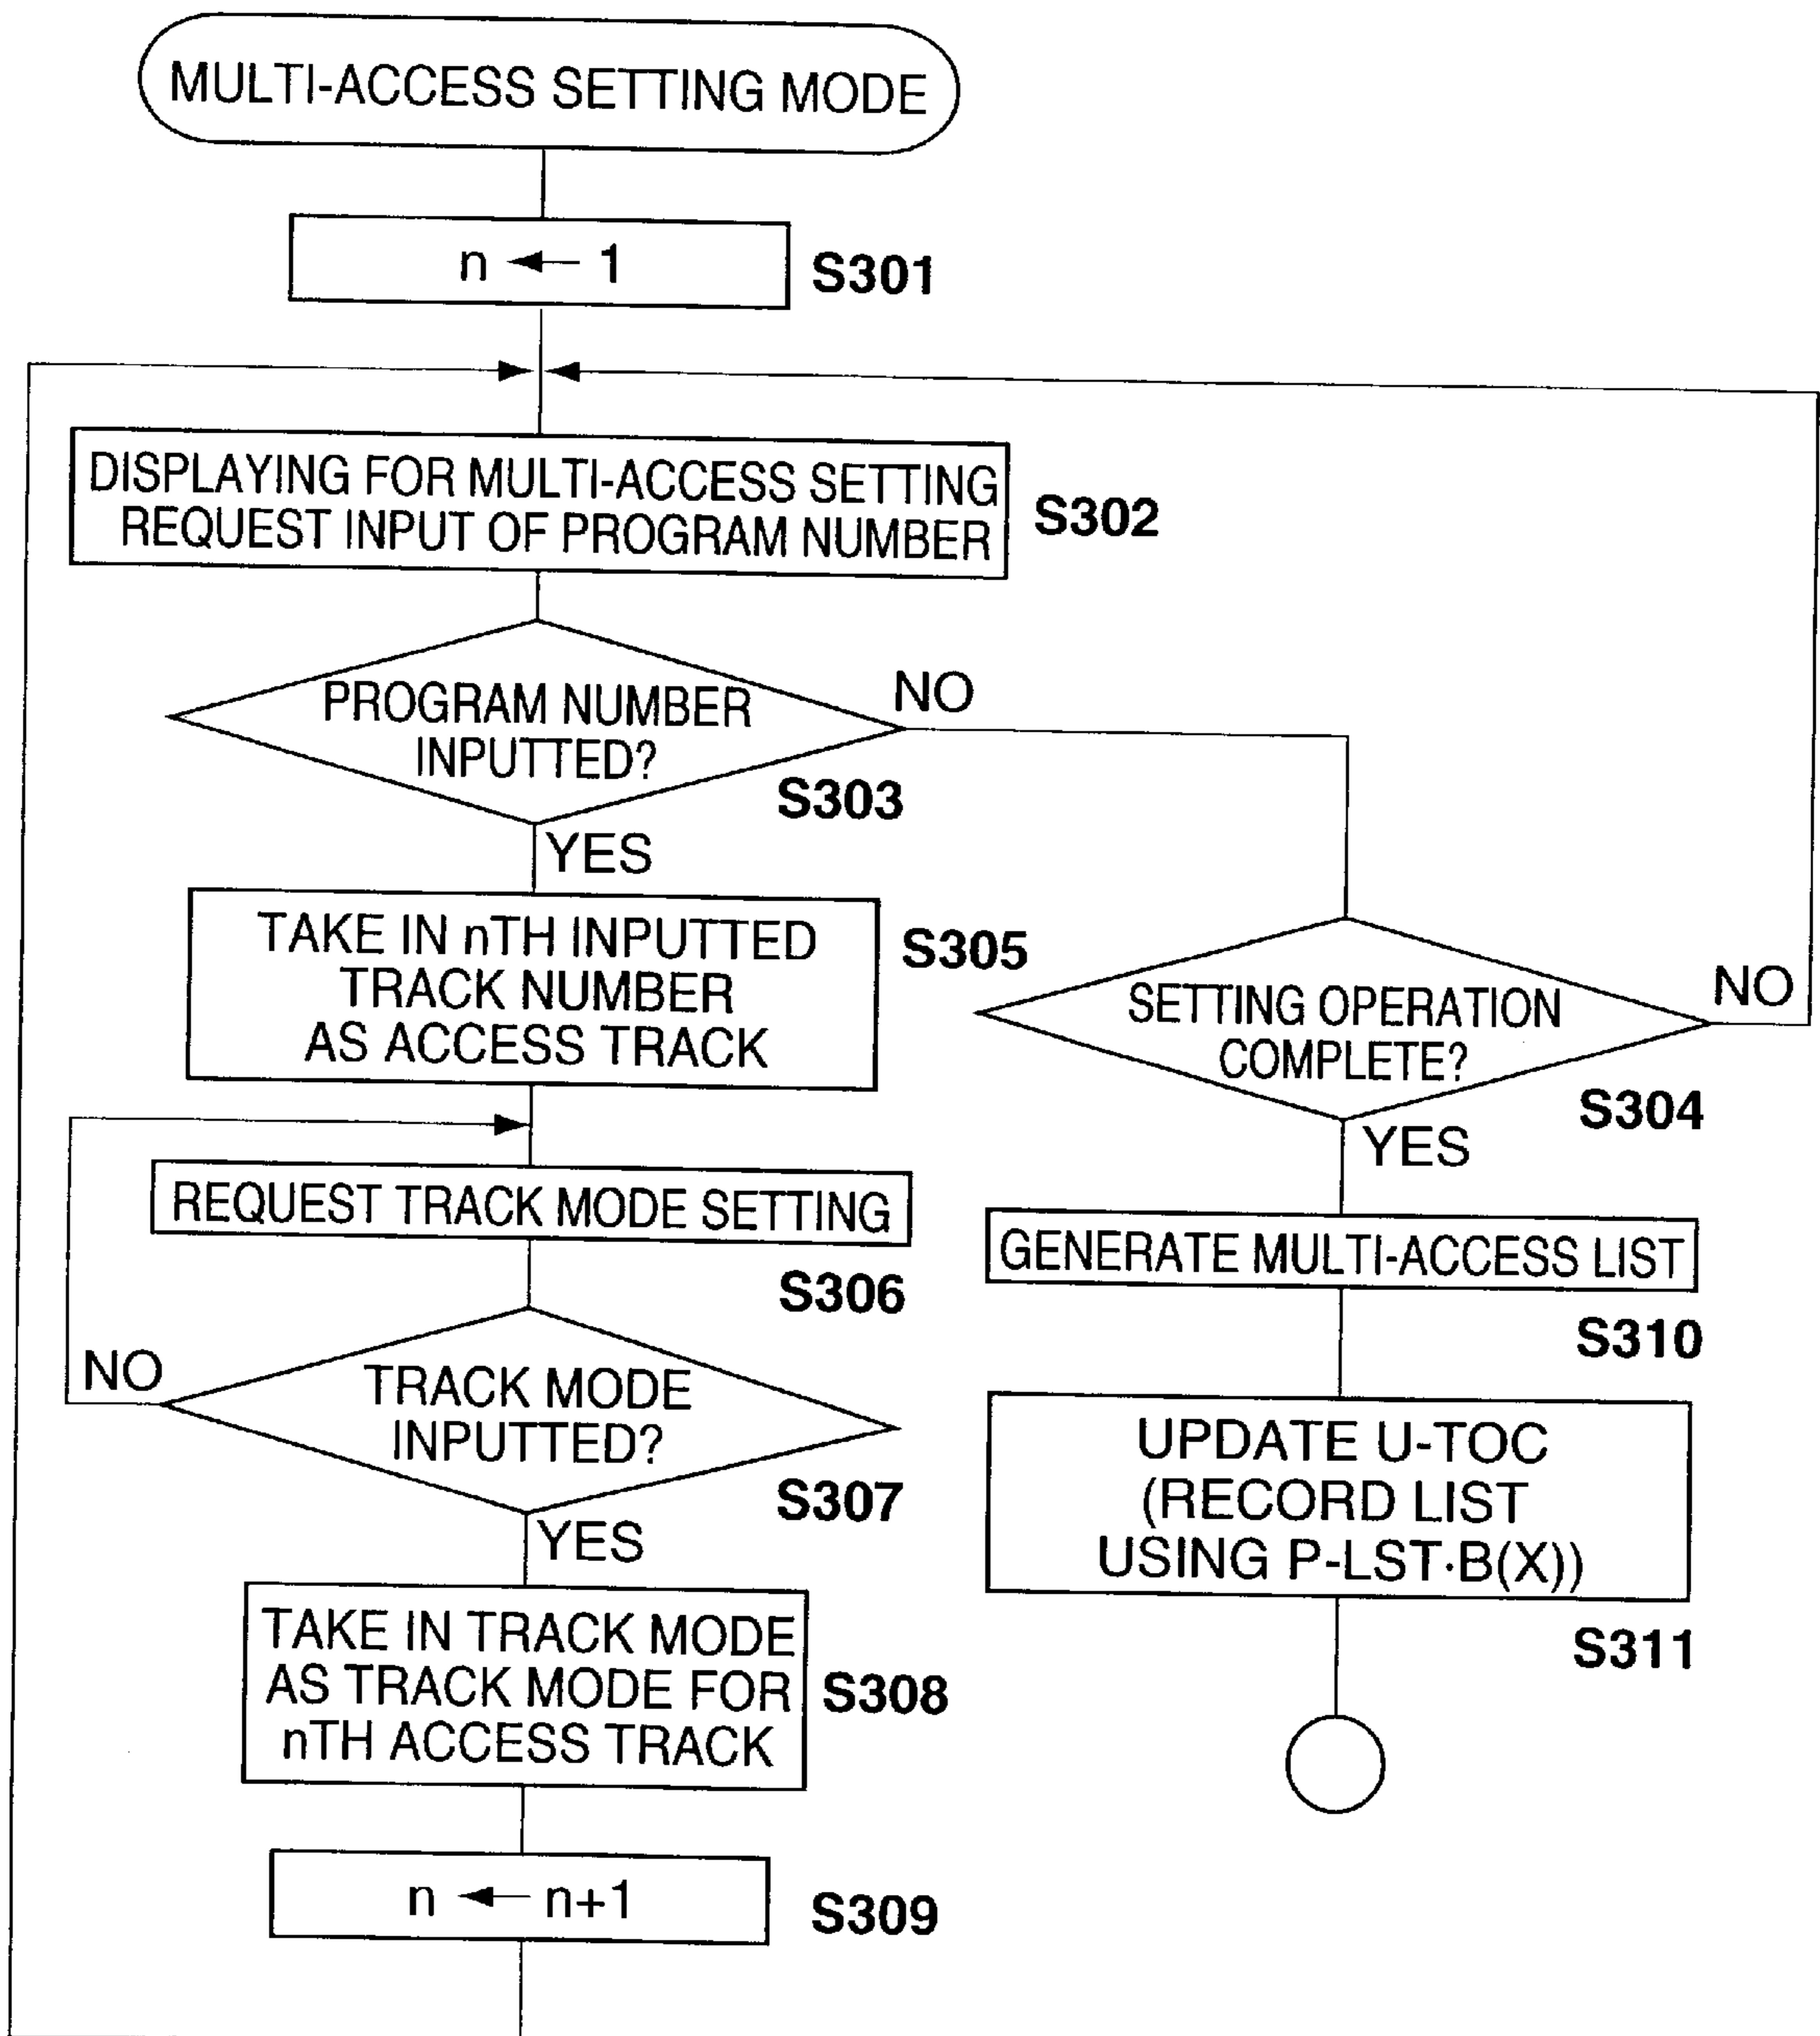 MULTI-ACCESS SETTING MODE
n ← 1
S301
DISPLAYING FOR MULTI-ACCESS SETTING
REQUEST INPUT OF PROGRAM NUMBER
S302
PROGRAM NUMBER
INPUTTED?
S303
NO
YES
TAKE IN nTH INPUTTED
TRACK NUMBER
AS ACCESS TRACK
S305
SETTING OPERATION
COMPLETE?
S304
NO
YES
REQUEST TRACK MODE SETTING
S306
GENERATE MULTI-ACCESS LIST
S310
TRACK MODE
INPUTTED?
S307
NO
YES
UPDATE U-TOC
(RECORD LIST
USING P-LST·B(X))
S311
TAKE IN TRACK MODE
AS TRACK MODE FOR
nTH ACCESS TRACK
S308
n ← n+1
S309